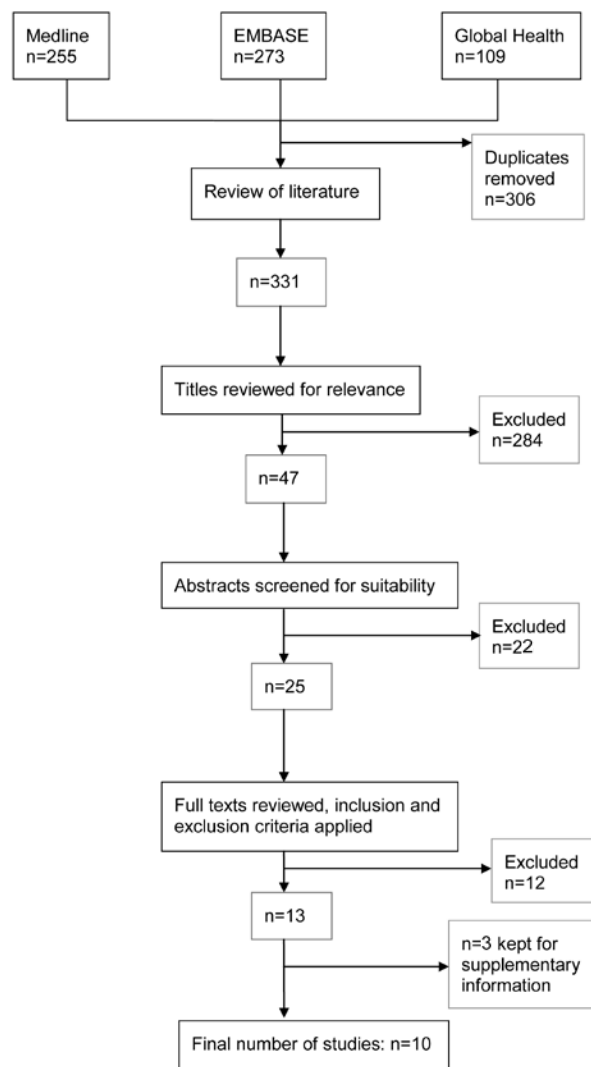 Medline
n=255
EMBASE
n=273
Global Health
n=109
Duplicates
removed
n=306
Review of literature
n=331
Titles reviewed for relevance
Excluded
n=284
n=47
Abstracts screened for suitability
Excluded
n=22
n=25
Full texts reviewed, inclusion and
exclusion criteria applied
Excluded
n=12
n=13
n=3 kept for
supplementary
information
Final number of studies: n=10